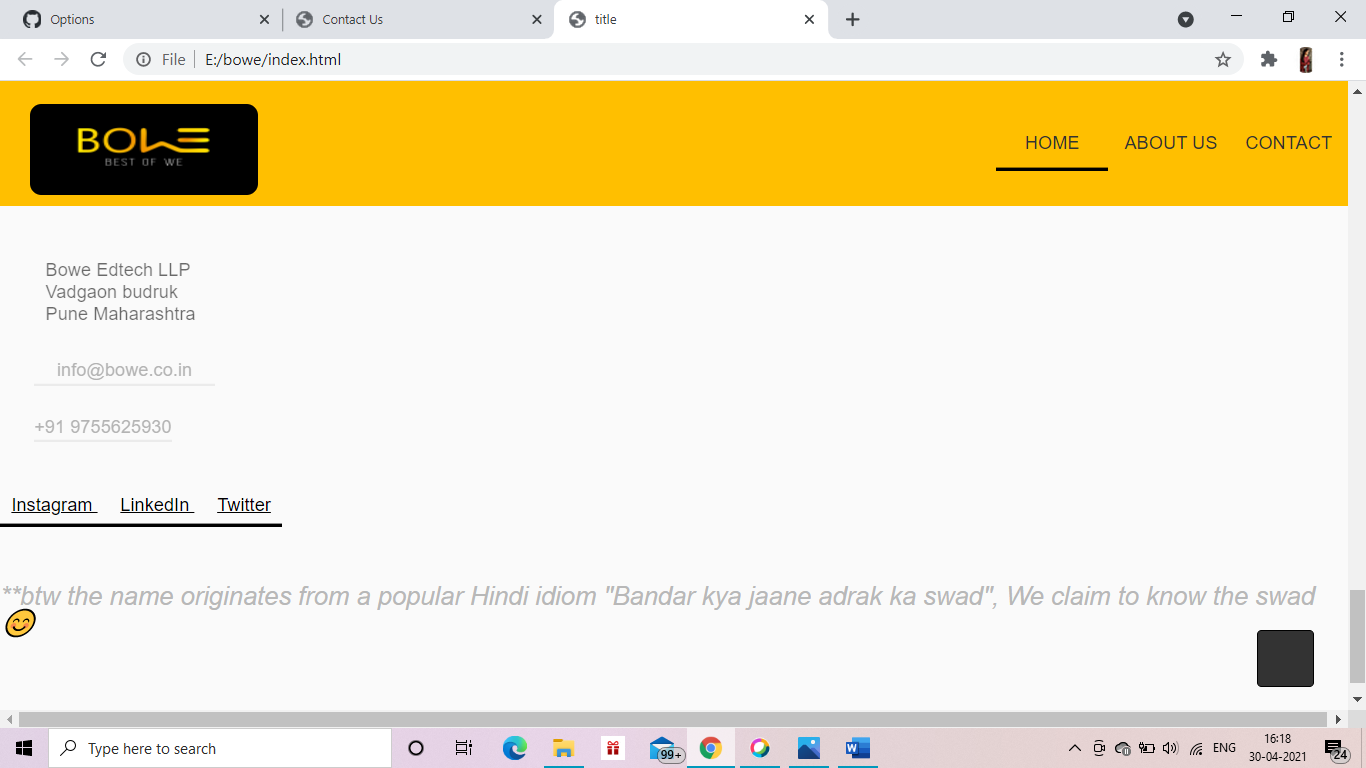 Options
Contact Us
title
File
E:/bowe/index.html
BOWE
BEST OF WE
HOME
ABOUT US
CONTACT
Bowe Edtech LLP
Vadgaon budruk
Pune Maharashtra
info@bowe.co.in
+91 9755625930
Instagram LinkedIn Twitter
**btw the name originates from a popular Hindi idiom "Bandar kya jaane adrak ka swad", We claim to know the swad
😊
Type here to search
99+
ENG
16:18
30-04-2021
24